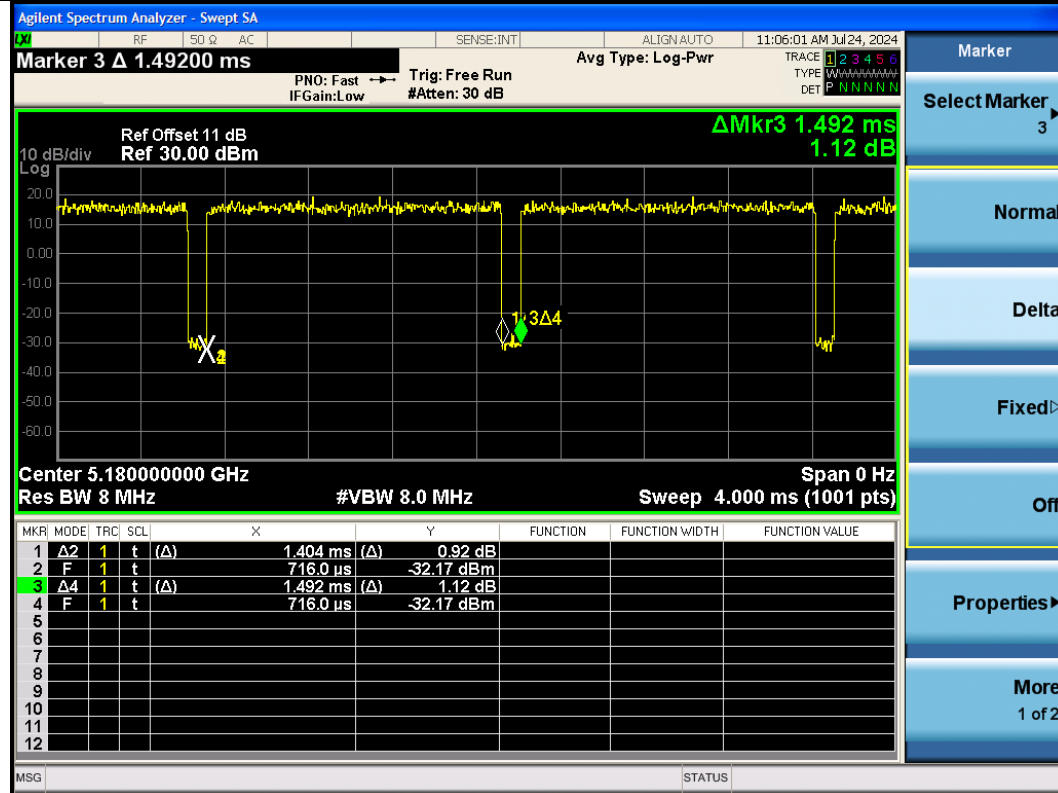 Agilent Spectrum Analyzer - Swept SA
LXI RF 50 Ω AC SENSE:INT ALIGN AUTO 11:06:01 AM Jul 24, 2024
Marker 3 Δ 1.49200 ms
PNO: Fast
IFGain:Low
Trig: Free Run
#Atten: 30 dB
Avg Type: Log-Pwr
TRACE 1 2 3 4 5 6
TYPE WWWWWW
DET P N N N N N
ΔMkr3 1.492 ms
1.12 dB
Ref Offset 11 dB
10 dB/div Ref 30.00 dBm
Log
20.0
10.0
0.00
-10.0
-20.0
-30.0
-40.0
-50.0
-60.0
3Δ4
Center 5.180000000 GHz Span 0 Hz
Res BW 8 MHz #VBW 8.0 MHz Sweep 4.000 ms (1001 pts)
MKR MODE TRC SCL X Y FUNCTION FUNCTION WIDTH FUNCTION VALUE
1 Δ2 1 t (Δ) 1.404 ms (Δ) 0.92 dB
2 F 1 t 716.0 µs -32.17 dBm
3 Δ4 1 t (Δ) 1.492 ms (Δ) 1.12 dB
4 F 1 t 716.0 µs -32.17 dBm
5
6
7
8
9
10
11
12
MSG STATUS
Marker
Select Marker
3
Normal
Delta
Fixed
Off
Properties
More
1 of 2